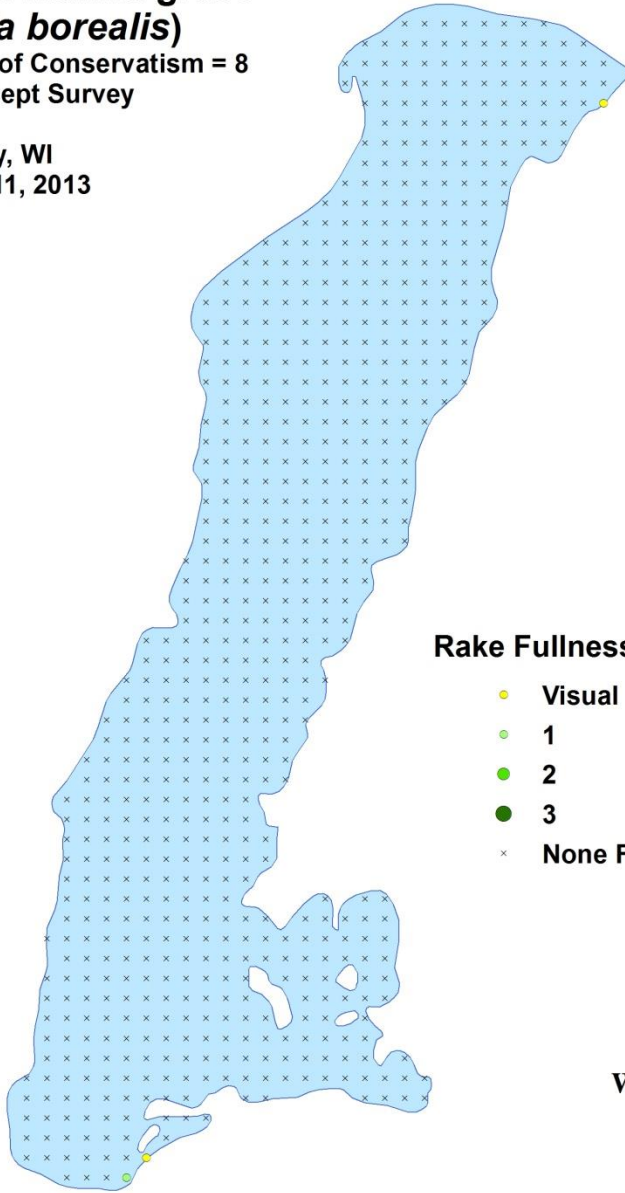 a borealis)
of Conservatism = 8
ept Survey
y, WI
11, 2013
Rake Fullness
Visual
1
2
3
None F